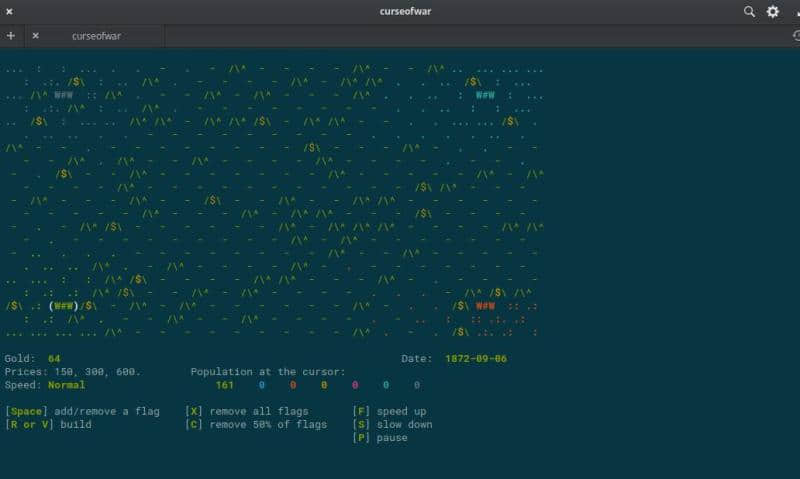 curseofwar
curseofwar
W#W W#W
(W#W) W#W
Gold: 64 Date: 1872-09-06
Prices: 150, 300, 600. Population at the cursor:
Speed: Normal 161 0 0 0 0 0 0
[Space] add/remove a flag [X] remove all flags [F] speed up
[R or V] build [C] remove 50% of flags [S] slow down
[P] pause